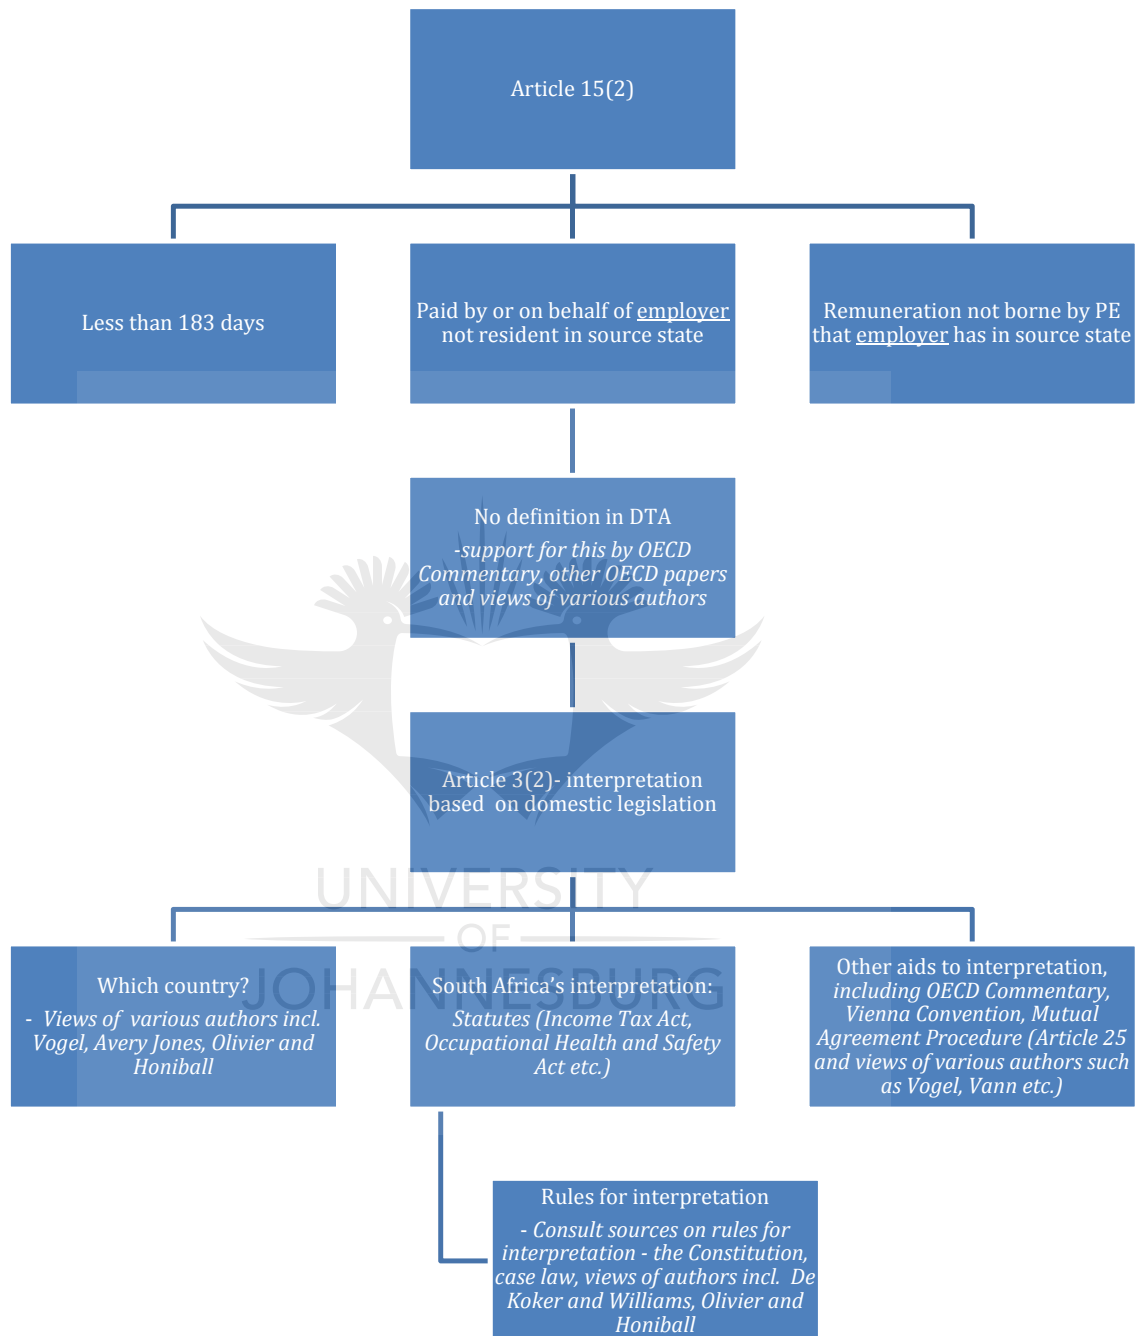 Article 15(2)
Less than 183 days
Paid by or on behalf of employer
not resident in source state
Remuneration not borne by PE
that employer has in source state
No definition in DTA
-support for this by OECD
Commentary, other OECD papers
and views of various authors
Article 3(2)- interpretation
based on domestic legislation
UNIVERSITY
OF
JOHANNESBURG
Which country?
- Views of various authors incl.
Vogel, Avery Jones, Olivier and
Honiball
South Africa's interpretation:
Statutes (Income Tax Act,
Occupational Health and Safety
Act etc.)
Other aids to interpretation,
including OECD Commentary,
Vienna Convention, Mutual
Agreement Procedure (Article 25
and views of various authors such
as Vogel, Vann etc.)
Rules for interpretation
- Consult sources on rules for
interpretation - the Constitution,
case law, views of authors incl. De
Koker and Williams, Olivier and
Honiball